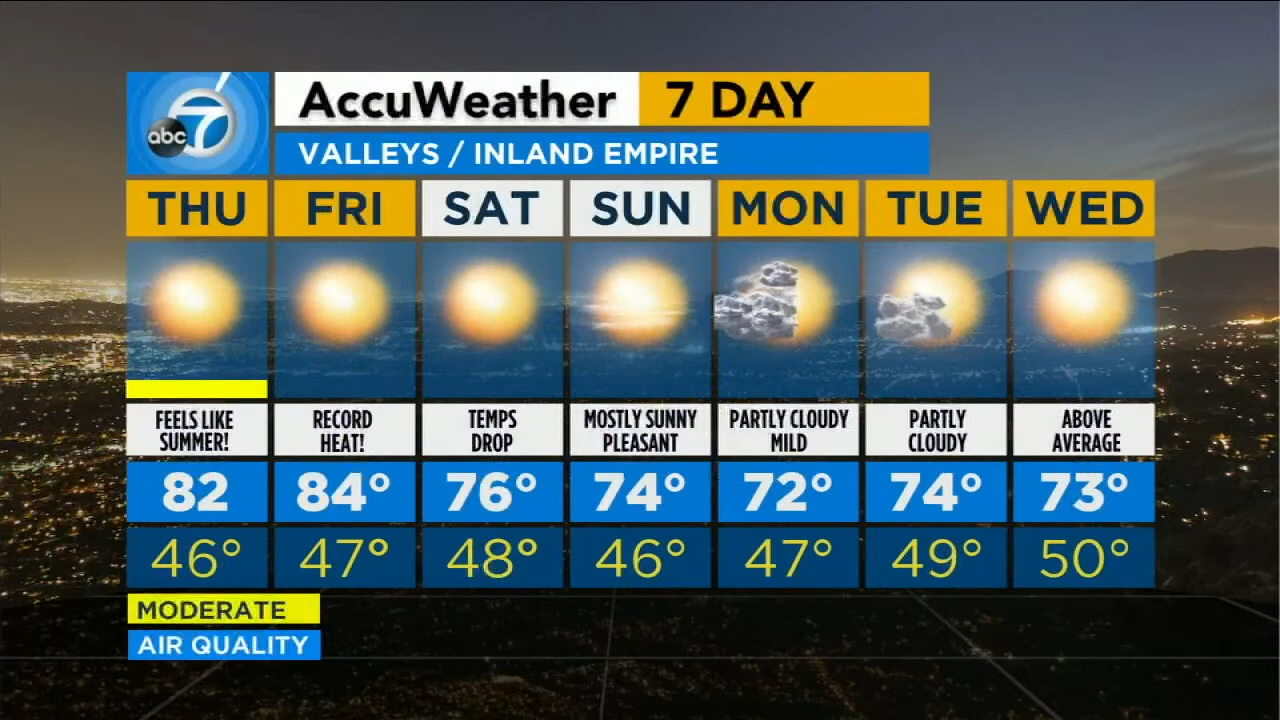 abc 7
AccuWeather 7 DAY
VALLEYS / INLAND EMPIRE
THU FRI SAT SUN MON TUE WED
FEELS LIKE RECORD TEMPS MOSTLY SUNNY PARTLY CLOUDY PARTLY ABOVE
SUMMER! HEAT! DROP PLEASANT MILD CLOUDY AVERAGE
82 84° 76° 74° 72° 74° 73°
46° 47° 48° 46° 47° 49° 50°
MODERATE
AIR QUALITY